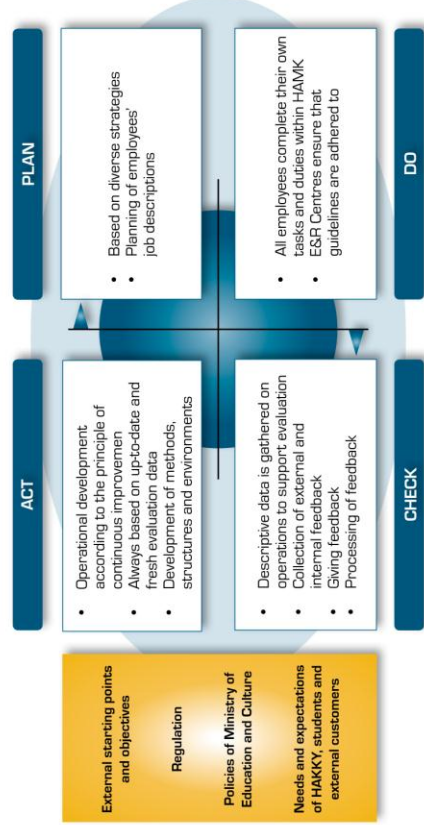 External starting points
and objectives
Regulation
Policies of Ministry of
Education and Culture
Needs and expectations
of HAKKY, students and
external customers
ACT
• Operational development
according to the principle of
continuous improvemen
• Always based on up-to-date and
fresh evaluation data
• Development of methods,
structures and environments
PLAN
• Based on diverse strategies
• Planning of employees’
job descriptions
CHECK
• Descriptive data is gathered on
operations to support evaluation
• Collection of external and
internal feedback
• Giving feedback
• Processing of feedback
DO
• All employees complete their own
tasks and duties within HAMK
• E&R Centres ensure that
guidelines are adhered to